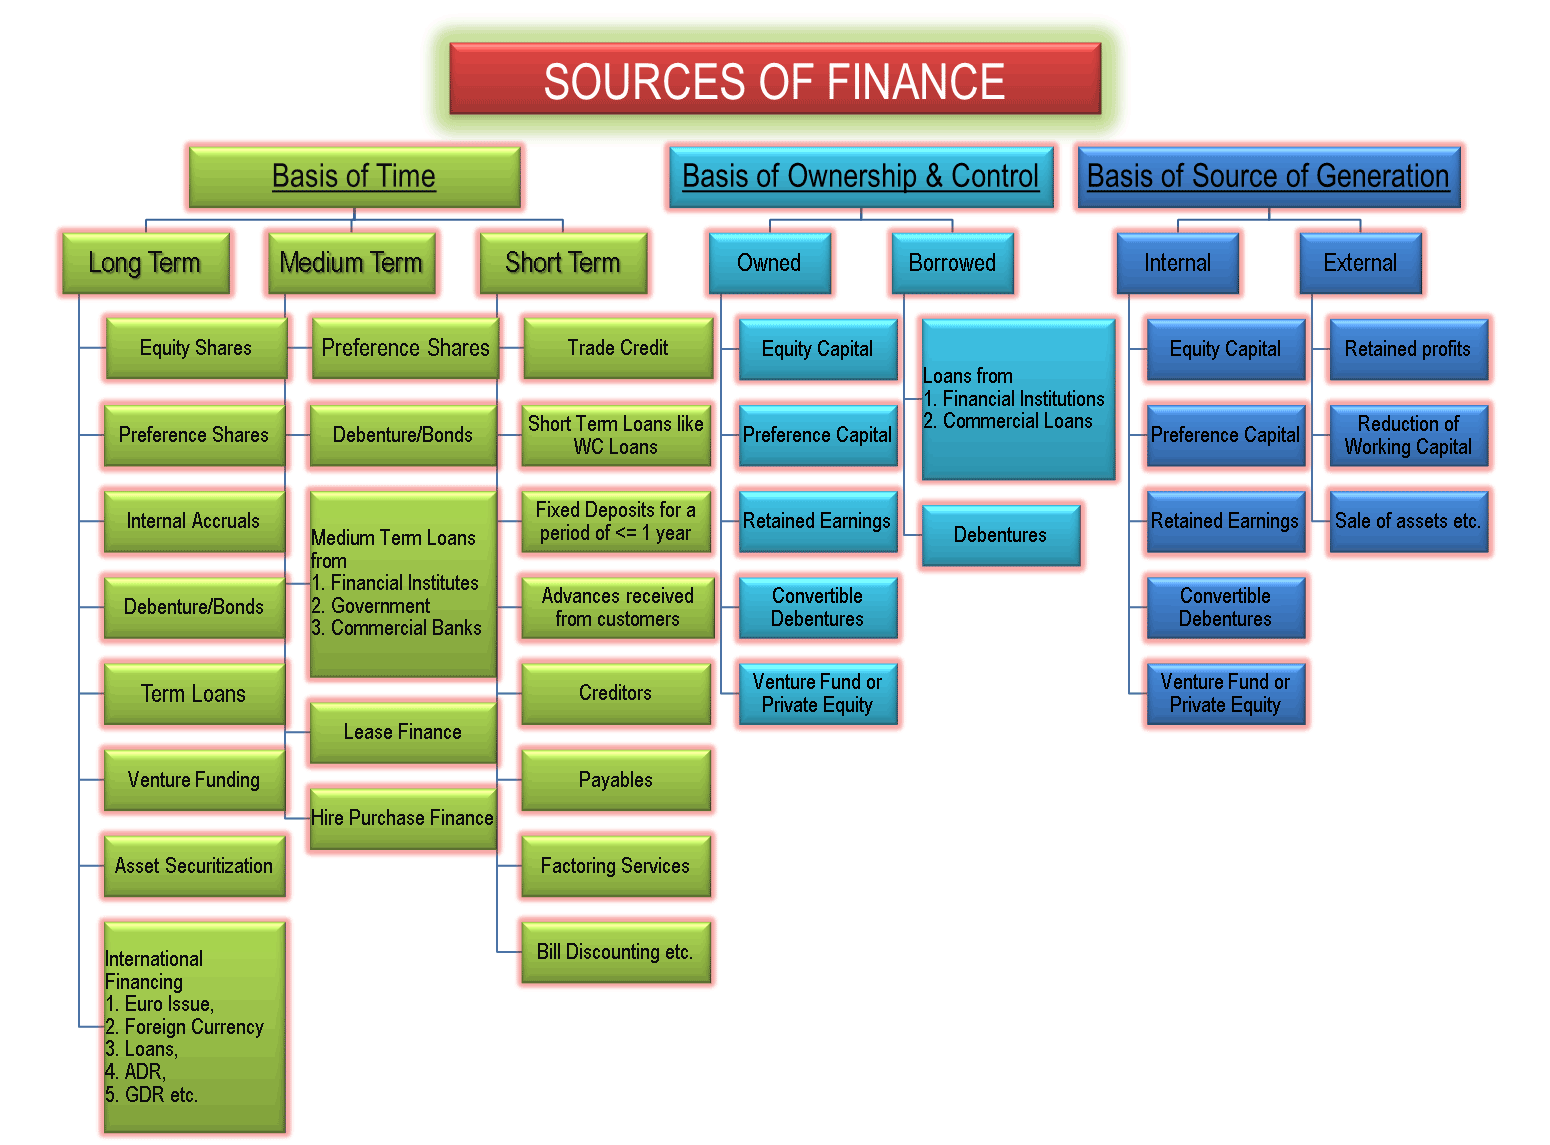 SOURCES OF FINANCE
Basis of Time
Long Term
Equity Shares
Preference Shares
Internal Accruals
Debenture/Bonds
Term Loans
Venture Funding
Asset Securitization
International
Financing
1. Euro Issue,
2. Foreign Currency
3. Loans,
4. ADR,
5. GDR etc.
Medium Term
Preference Shares
Debenture/Bonds
Medium Term Loans
from
1. Financial Institutes
2. Government
3. Commercial Banks
Lease Finance
Hire Purchase Finance
Short Term
Trade Credit
Short Term Loans like
WC Loans
Fixed Deposits for a
period of <= 1 year
Advances received
from customers
Creditors
Payables
Factoring Services
Bill Discounting etc.
Basis of Ownership & Control
Owned
Equity Capital
Preference Capital
Retained Earnings
Convertible
Debentures
Venture Fund or
Private Equity
Borrowed
Loans from
1. Financial Institutions
2. Commercial Loans
Debentures
Basis of Source of Generation
Internal
Equity Capital
Preference Capital
Retained Earnings
Convertible
Debentures
Venture Fund or
Private Equity
External
Retained profits
Reduction of
Working Capital
Sale of assets etc.